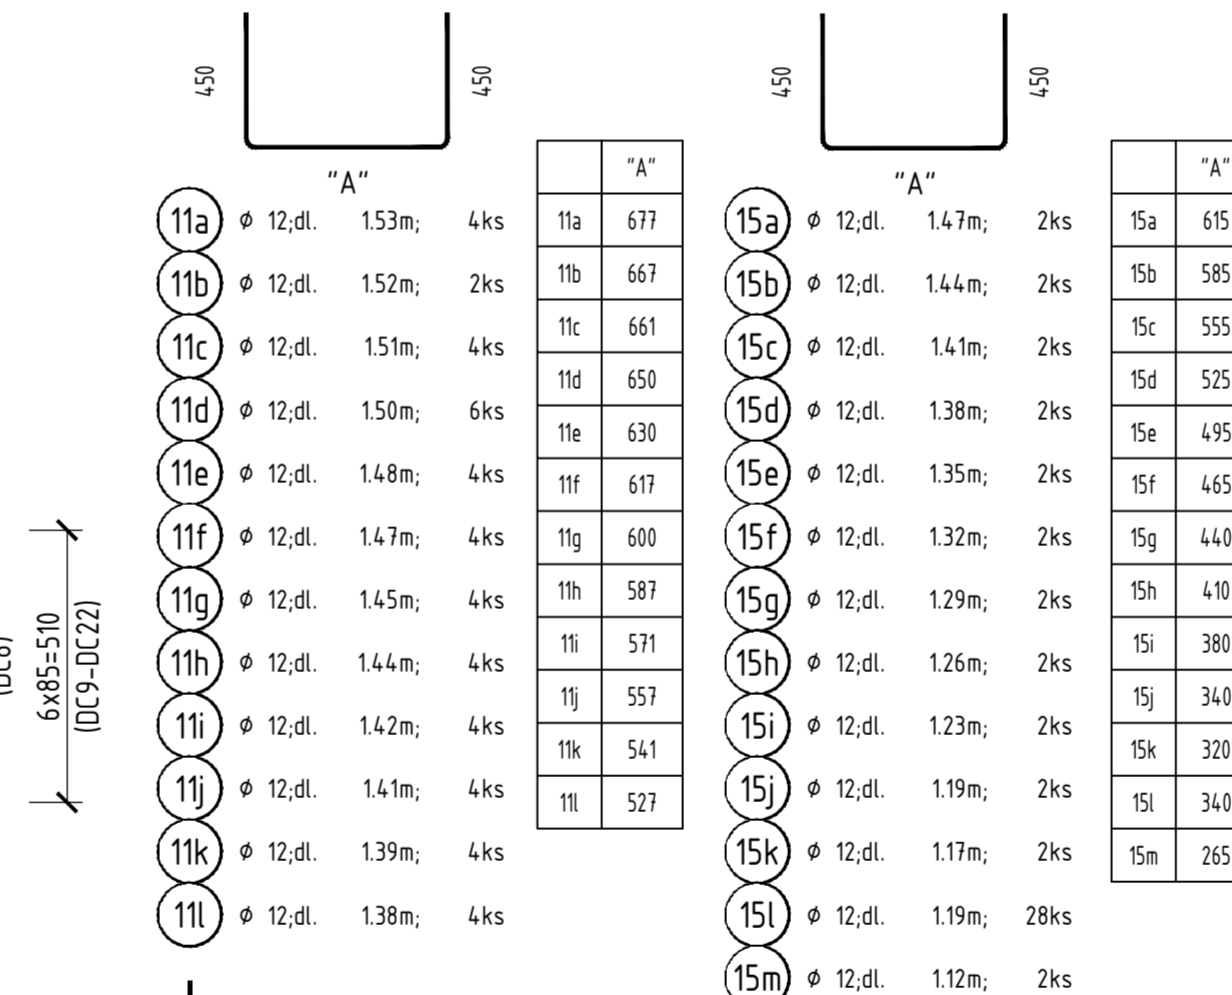 450
450
"A"
11a ϕ 12;dl. 1.53m; 4ks
11b ϕ 12;dl. 1.52m; 2ks
11c ϕ 12;dl. 1.51m; 4ks
11d ϕ 12;dl. 1.50m; 6ks
11e ϕ 12;dl. 1.48m; 4ks
11f ϕ 12;dl. 1.47m; 4ks
11g ϕ 12;dl. 1.45m; 4ks
11h ϕ 12;dl. 1.44m; 4ks
11i ϕ 12;dl. 1.42m; 4ks
11j ϕ 12;dl. 1.41m; 4ks
11k ϕ 12;dl. 1.39m; 4ks
11l ϕ 12;dl. 1.38m; 4ks
6x85=510
(DC9-DC22)
"A"
11a 677
11b 667
11c 661
11d 650
11e 630
11f 617
11g 600
11h 587
11i 571
11j 557
11k 541
11l 527
450
450
"A"
15a ϕ 12;dl. 1.47m; 2ks
15b ϕ 12;dl. 1.44m; 2ks
15c ϕ 12;dl. 1.41m; 2ks
15d ϕ 12;dl. 1.38m; 2ks
15e ϕ 12;dl. 1.35m; 2ks
15f ϕ 12;dl. 1.32m; 2ks
15g ϕ 12;dl. 1.29m; 2ks
15h ϕ 12;dl. 1.26m; 2ks
15i ϕ 12;dl. 1.23m; 2ks
15j ϕ 12;dl. 1.19m; 2ks
15k ϕ 12;dl. 1.17m; 2ks
15l ϕ 12;dl. 1.19m; 28ks
15m ϕ 12;dl. 1.12m; 2ks
"A"
15a 615
15b 585
15c 555
15d 525
15e 495
15f 465
15g 440
15h 410
15i 380
15j 340
15k 320
15l 340
15m 265